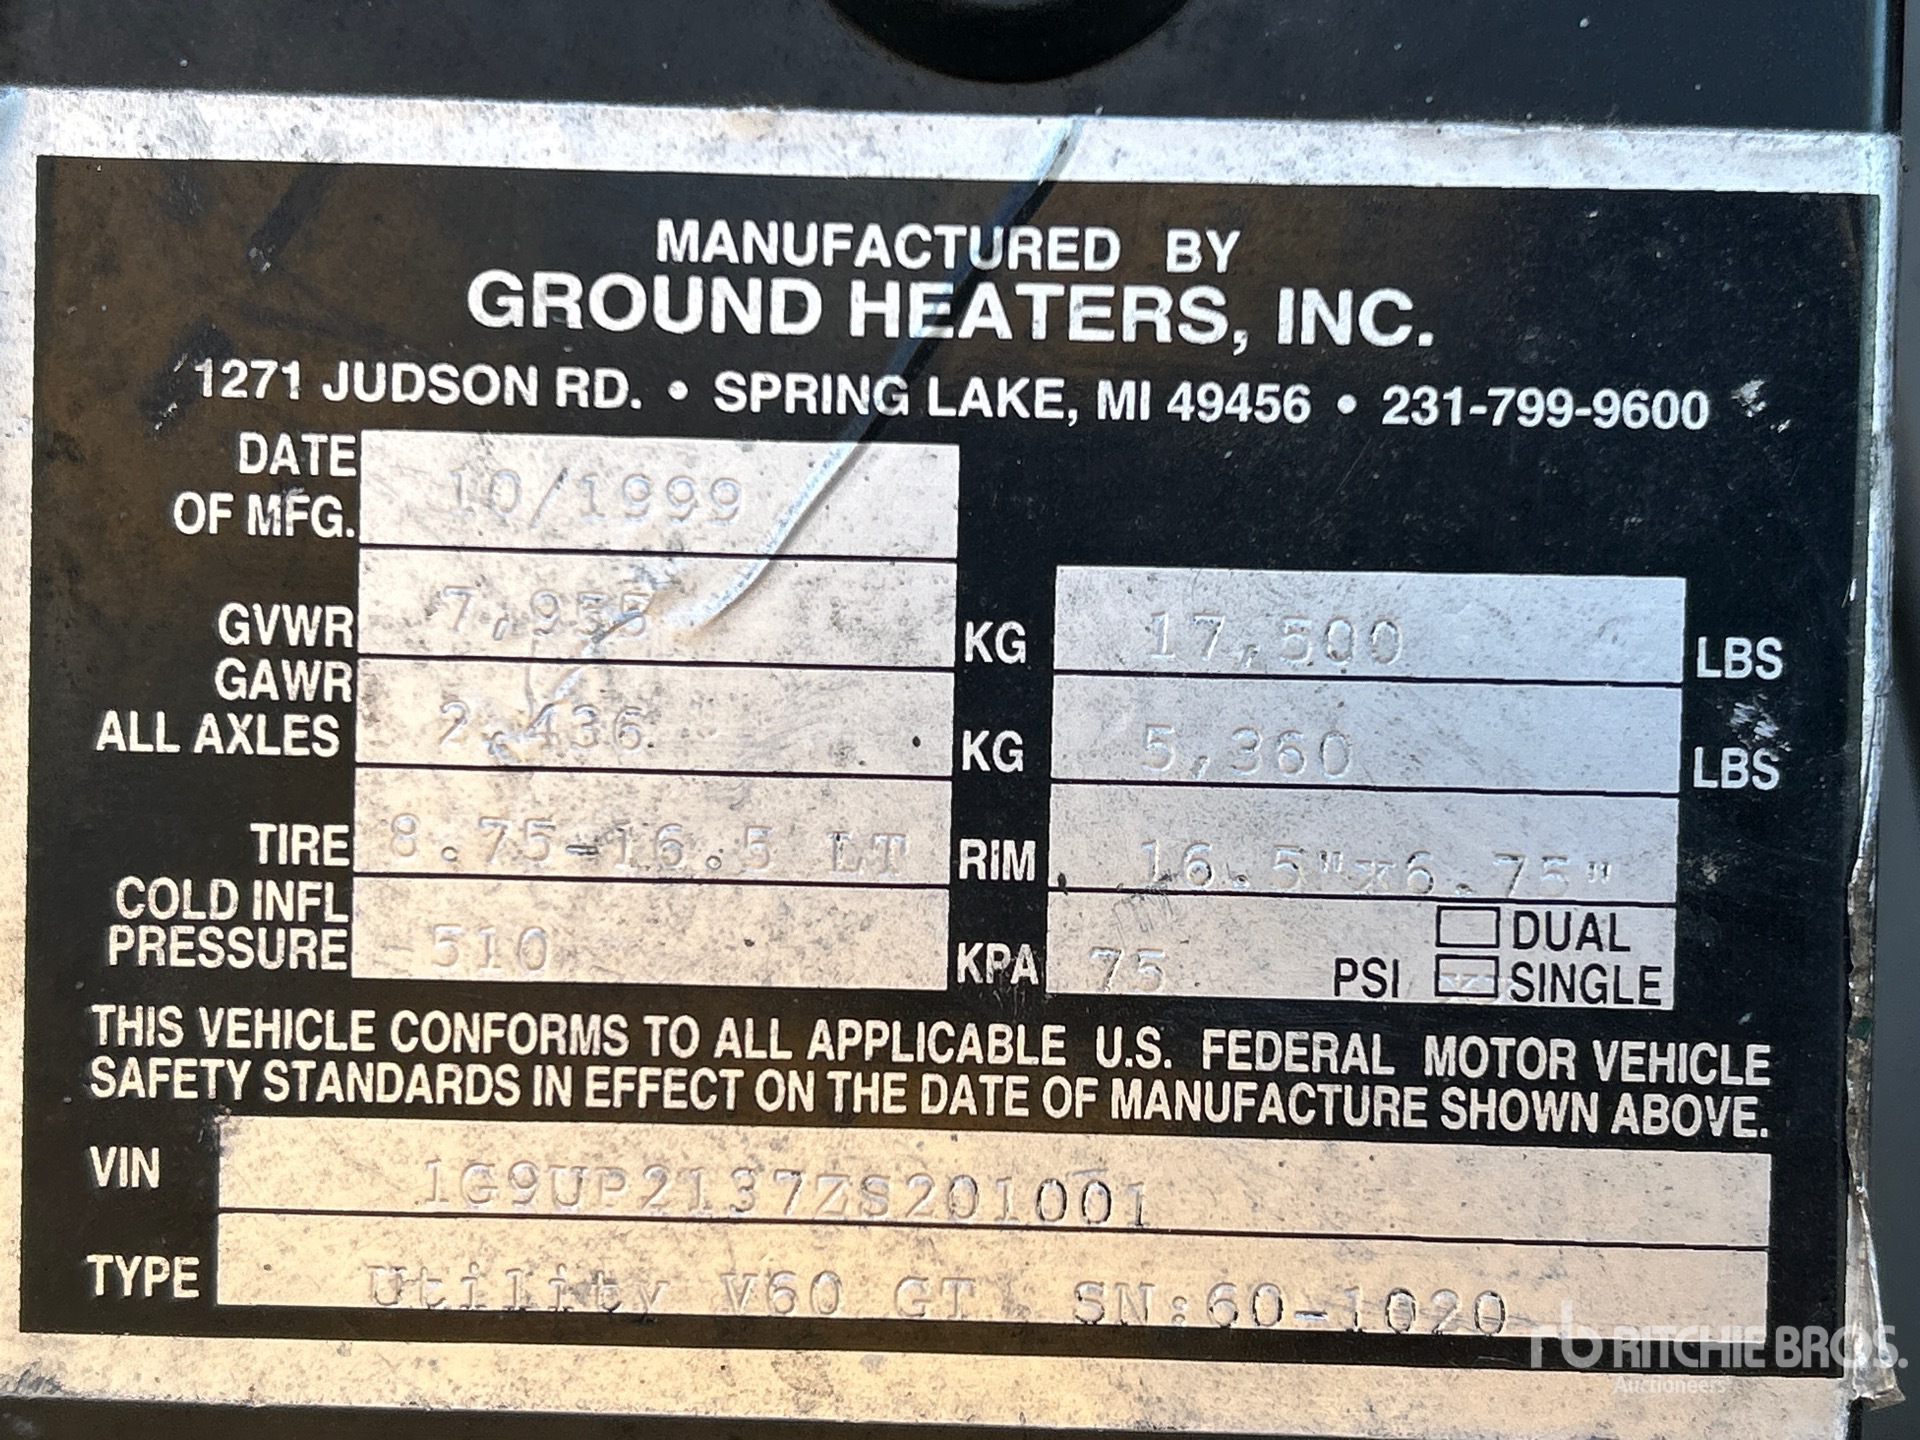 MANUFACTURED BY
GROUND HEATERS, INC.
1271 JUDSON RD. • SPRING LAKE, MI 49456 • 231-799-9600
DATE OF MFG. 10/1999
GVWR 7,955 KG 17,500 LBS
GAWR ALL AXLES 2,436 KG 5,360 LBS
TIRE 8.75-16.5 LT RIM 16.5"x6.75"
COLD INFL PRESSURE 510 KPA 75 PSI DUAL
SINGLE
THIS VEHICLE CONFORMS TO ALL APPLICABLE U.S. FEDERAL MOTOR VEHICLE
SAFETY STANDARDS IN EFFECT ON THE DATE OF MANUFACTURE SHOWN ABOVE.
VIN 1G9UP2137ZS201001
TYPE Utility V60 GT SN:60-1020
rb RITCHIE BROS.
Auctioneers